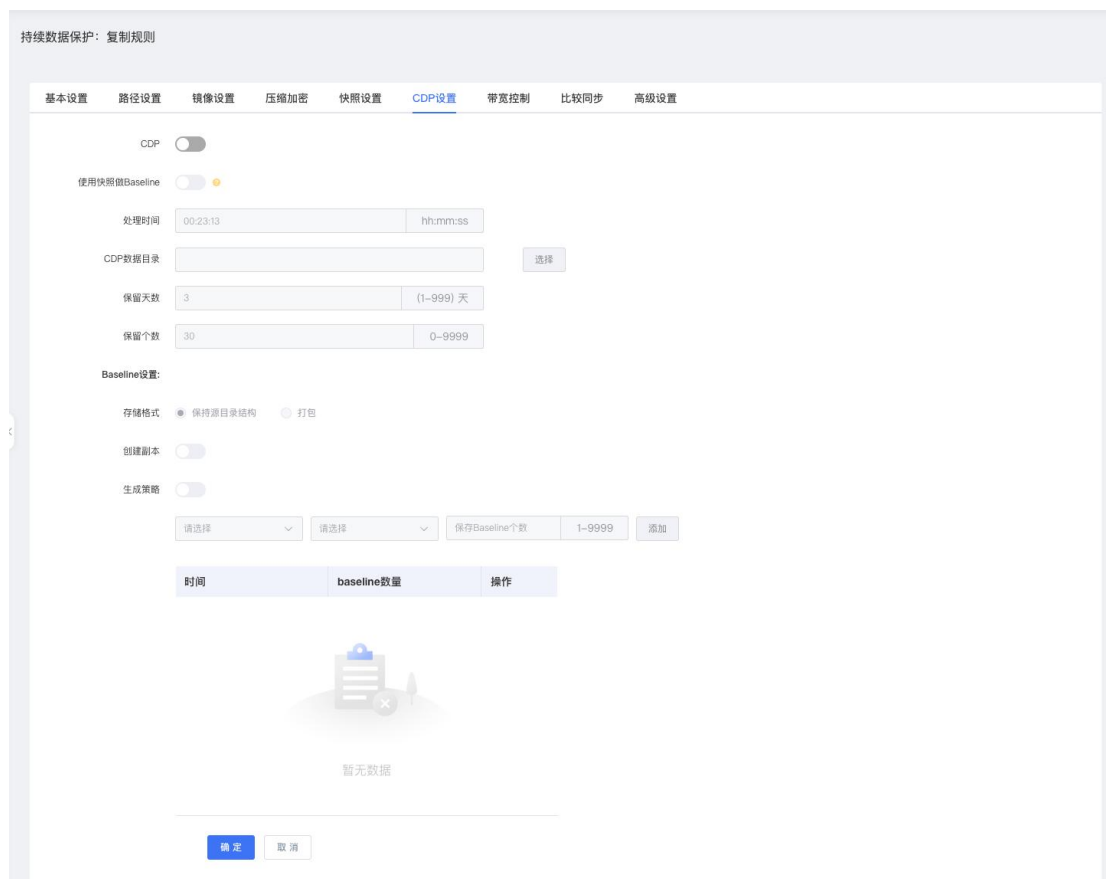 持续数据保护：复制规则
基本设置 路径设置 镜像设置 压缩加密 快照设置 CDP设置 带宽控制 比较同步 高级设置
CDP
使用快照做Baseline
处理时间 00:23:13 hh:mm:ss
CDP数据目录 选择
保留天数 3 (1–999) 天
保留个数 30 0–9999
Baseline设置:
存储格式 保持源目录结构 打包
创建副本
生成策略
请选择 请选择 保存Baseline个数 1–9999 添加
时间 baseline数量 操作
暂无数据
确 定 取 消